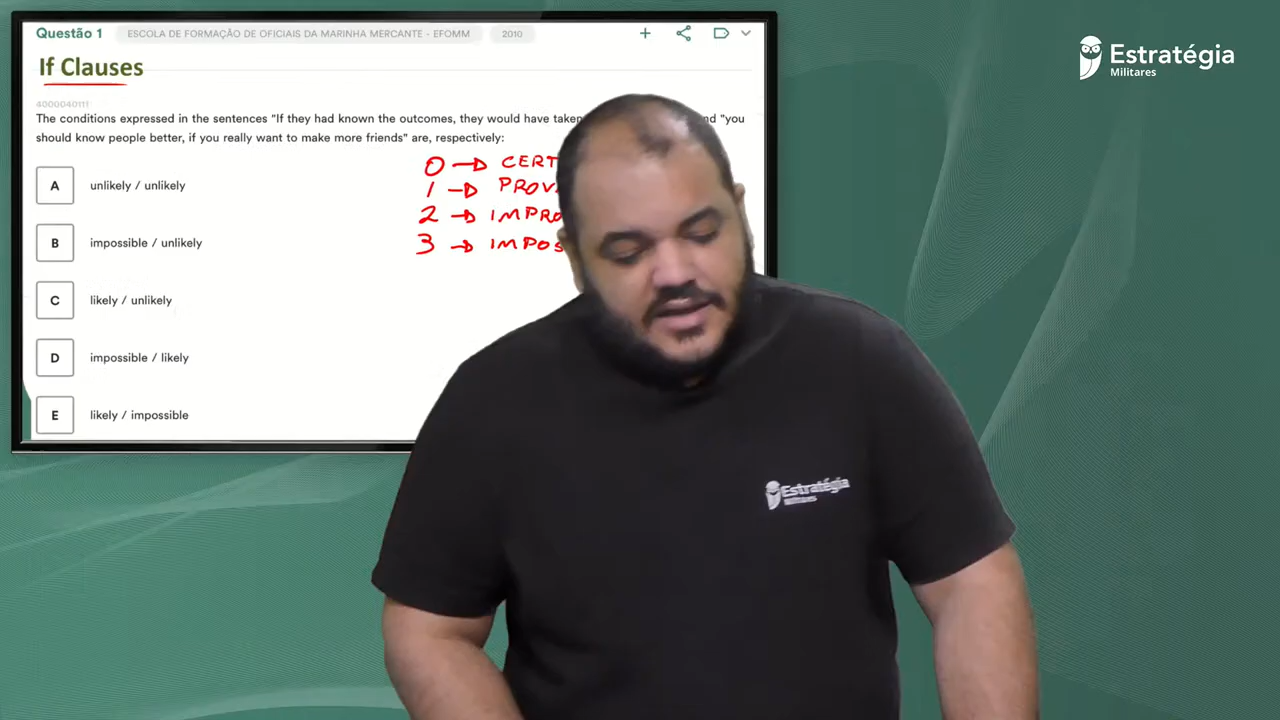 Questão 1
ESCOLA DE FORMAÇÃO DE OFICIAIS DA MARINHA MERCANTE - EFOMM
2010
Estratégia
Militares
If Clauses
4000040111
The conditions expressed in the sentences "If they had known the outcomes, they would have taken
"you
should know people better, if you really want to make more friends" are, respectively:
0 → CERT
1 → PROV
2 → IMPRO
3 → IMPOS
A unlikely / unlikely
B impossible / unlikely
C likely / unlikely
D impossible / likely
E likely / impossible
Estratégia
Militares